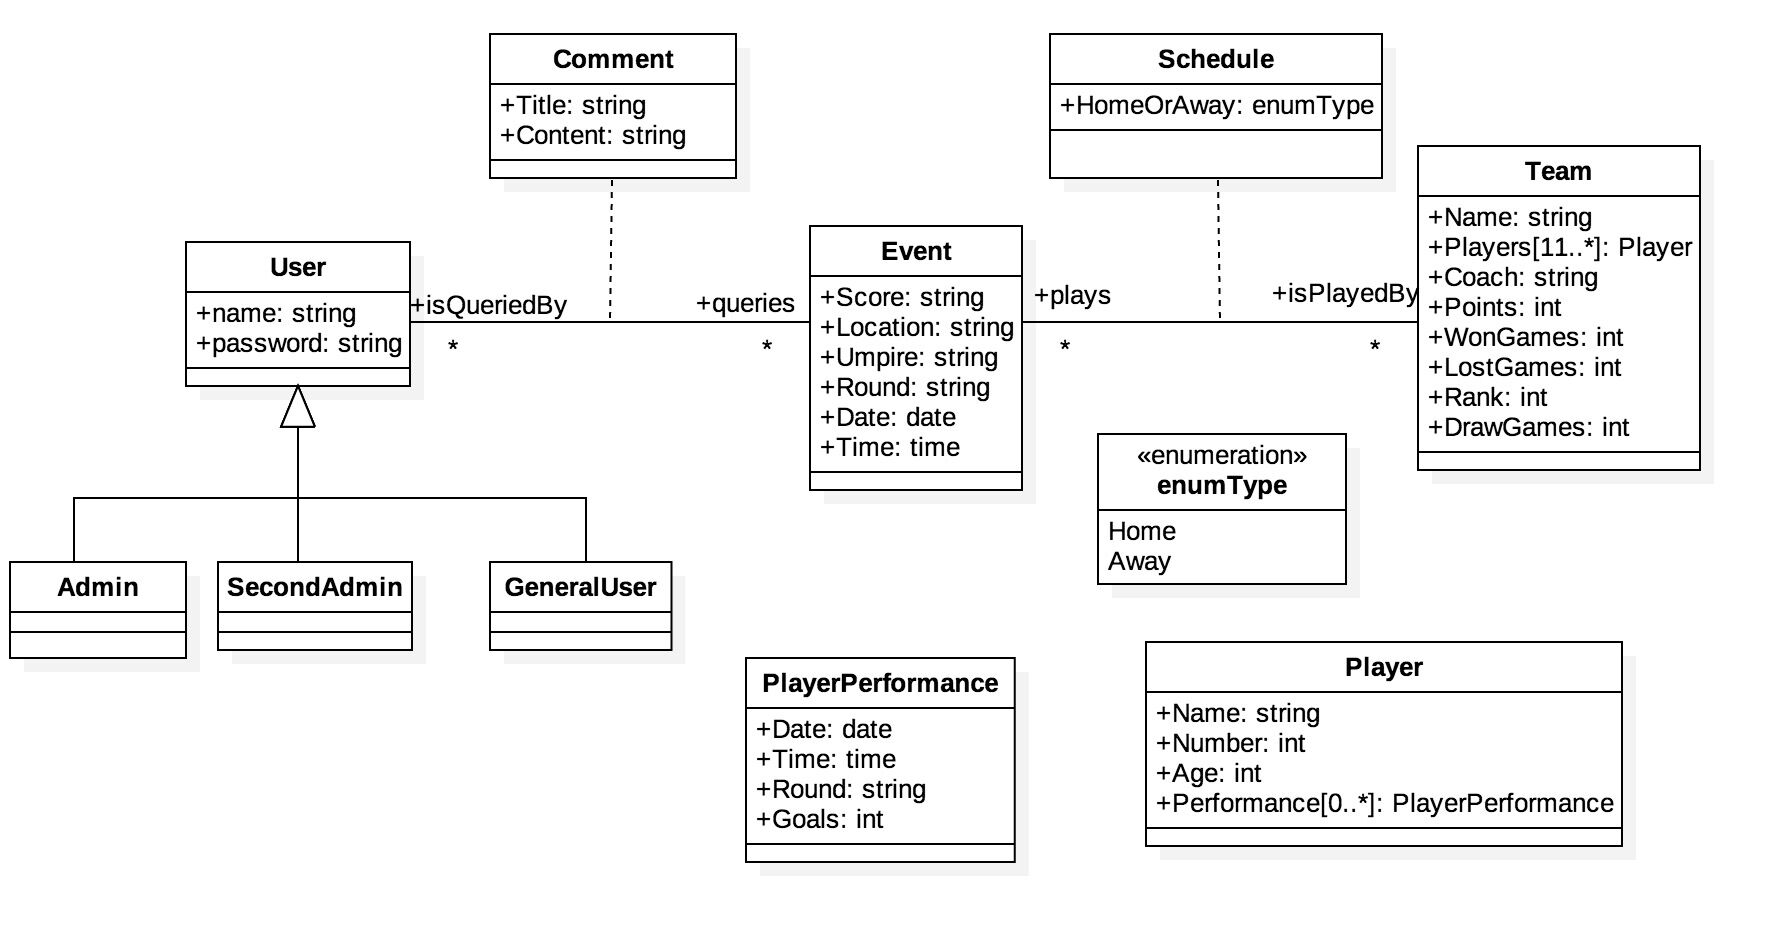 Comment
+Title: string
+Content: string
Schedule
+HomeOrAway: enumType
Team
+Name: string
+Players[11..*]: Player
+Coach: string
+Points: int
+WonGames: int
+LostGames: int
+Rank: int
+DrawGames: int
User
+name: string
+password: string
+isQueriedBy
*
+queries
*
Event
+Score: string
+Location: string
+Umpire: string
+Round: string
+Date: date
+Time: time
+plays
*
+isPlayedBy
*
«enumeration»
enumType
Home
Away
Admin
SecondAdmin
GeneralUser
PlayerPerformance
+Date: date
+Time: time
+Round: string
+Goals: int
Player
+Name: string
+Number: int
+Age: int
+Performance[0..*]: PlayerPerformance